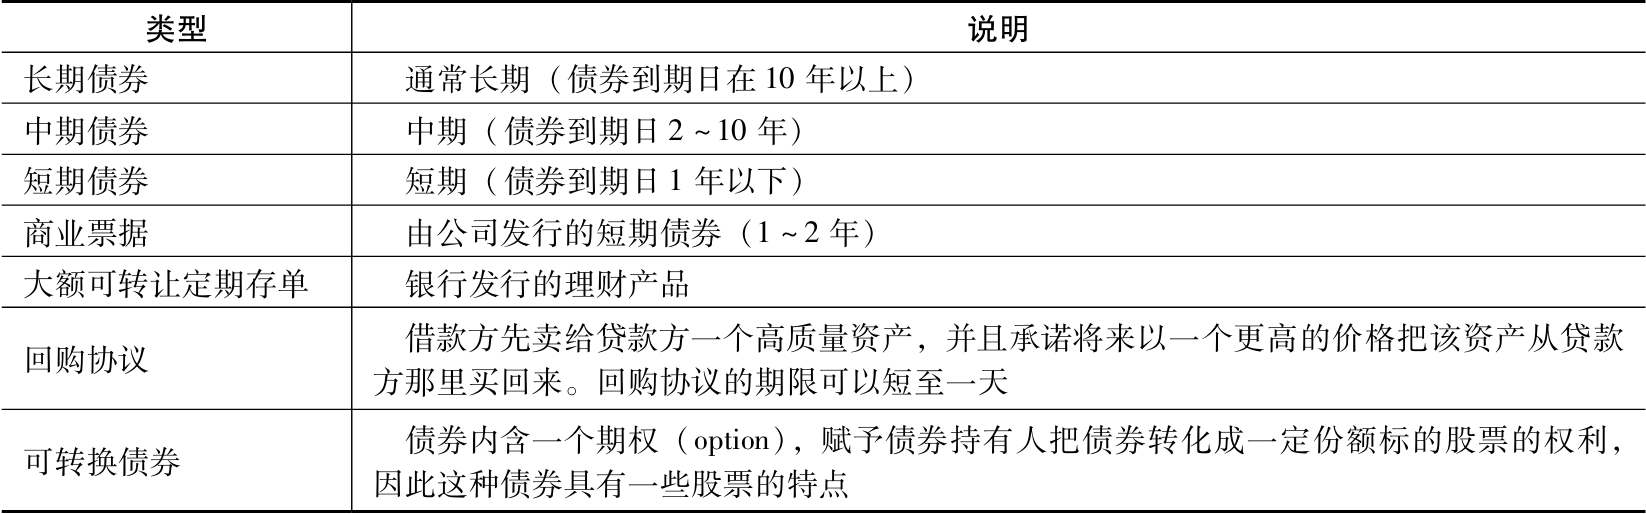 类型 说明
长期债券 通常长期（债券到期日在10 年以上）
中期债券 中期（债券到期日2 ~10 年）
短期债券 短期（债券到期日1 年以下）
商业票据 由公司发行的短期债券（1 ~2 年）
大额可转让定期存单 银行发行的理财产品
回购协议 借款方先卖给贷款方一个高质量资产，并且承诺将来以一个更高的价格把该资产从贷款
方那里买回来。回购协议的期限可以短至一天
可转换债券 债券内含一个期权（option），赋予债券持有人把债券转化成一定份额标的股票的权利，
因此这种债券具有一些股票的特点